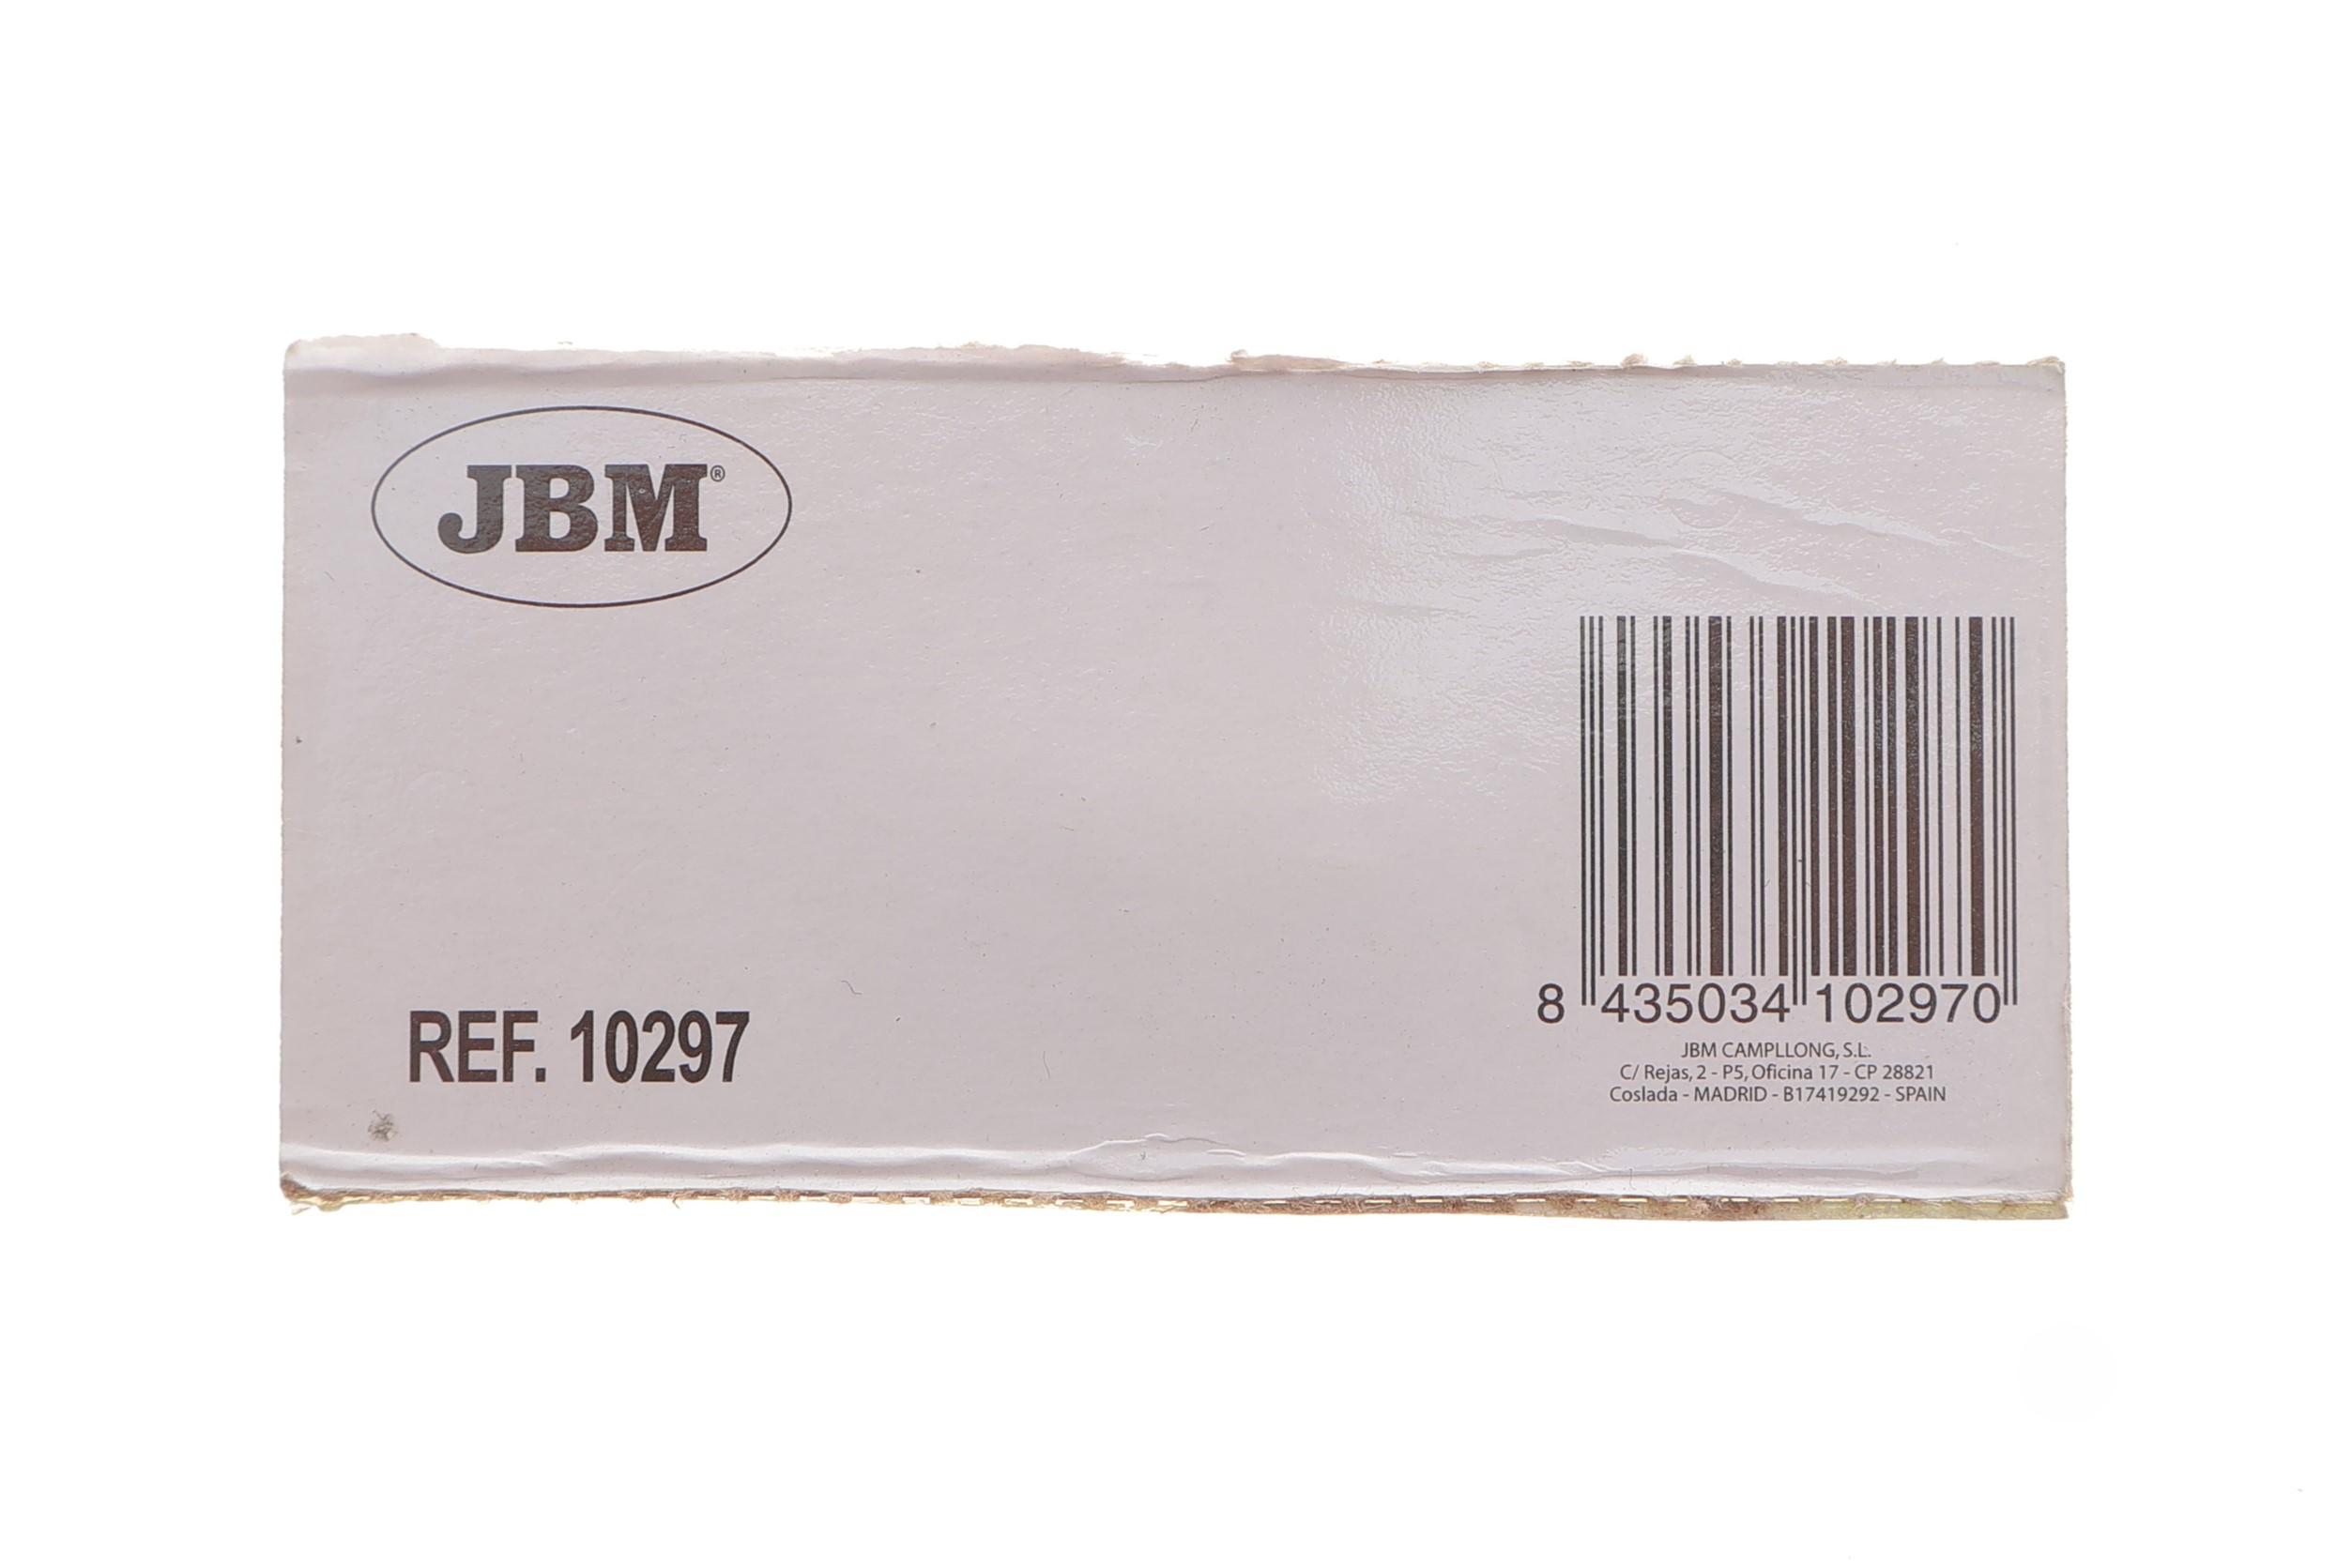 JBM®
REF. 10297
8 435034 102970
JBM CAMPLLONG, S.L.
C/ Rejas, 2 - P5, Oficina 17 - CP 28821
Coslada - MADRID - B17419292 - SPAIN